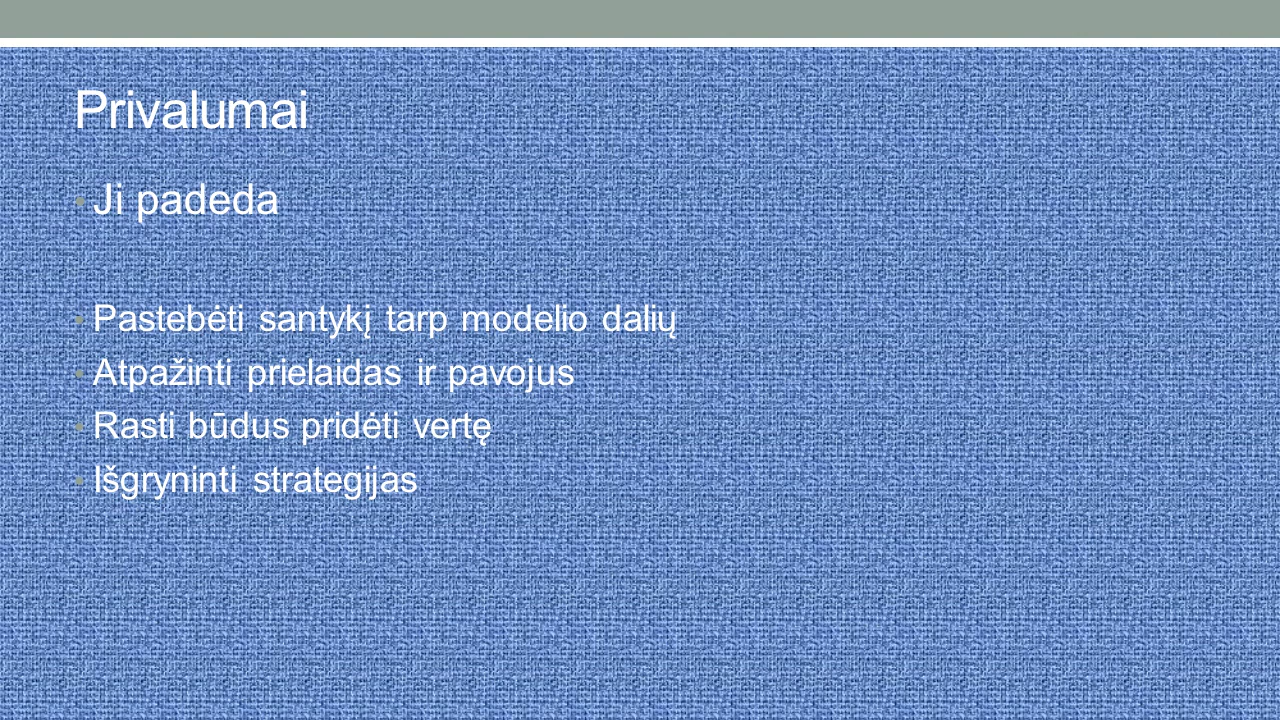 Privalumai
Ji padeda
Pastebėti santykį tarp modelio dalių
Atpažinti prielaidas ir pavojus
Rasti būdus pridėti vertę
Išgryninti strategijas